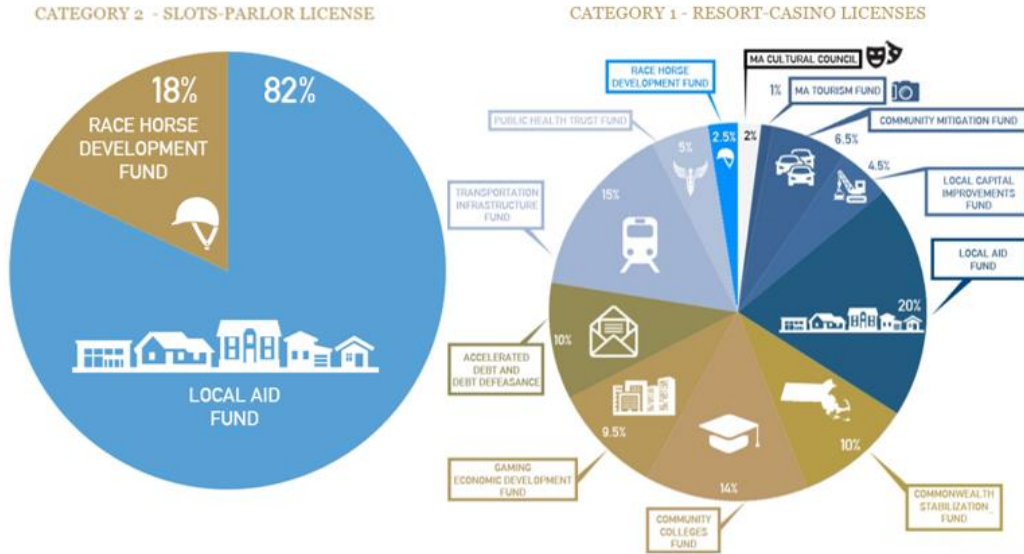 CATEGORY 2 - SLOTS-PARLOR LICENSE
18%
82%
RACE HORSE
DEVELOPMENT
FUND
LOCAL AID
FUND
CATEGORY 1 - RESORT-CASINO LICENSES
MA CULTURAL COUNCIL
2%
1%
MA TOURISM FUND
COMMUNITY MITIGATION FUND
6.5%
4.5%
LOCAL CAPITAL
IMPROVEMENTS
FUND
LOCAL AID
FUND
20%
10%
COMMONWEALTH
STABILIZATION
FUND
14%
COMMUNITY
COLLEGES
FUND
9.5%
GAMING
ECONOMIC DEVELOPMENT
FUND
10%
ACCELERATED
DEBT AND
DEBT DEFEASANCE
15%
TRANSPORTATION
INFRASTRUCTURE
FUND
5%
PUBLIC HEALTH TRUST FUND
2.5%
RACE HORSE
DEVELOPMENT FUND